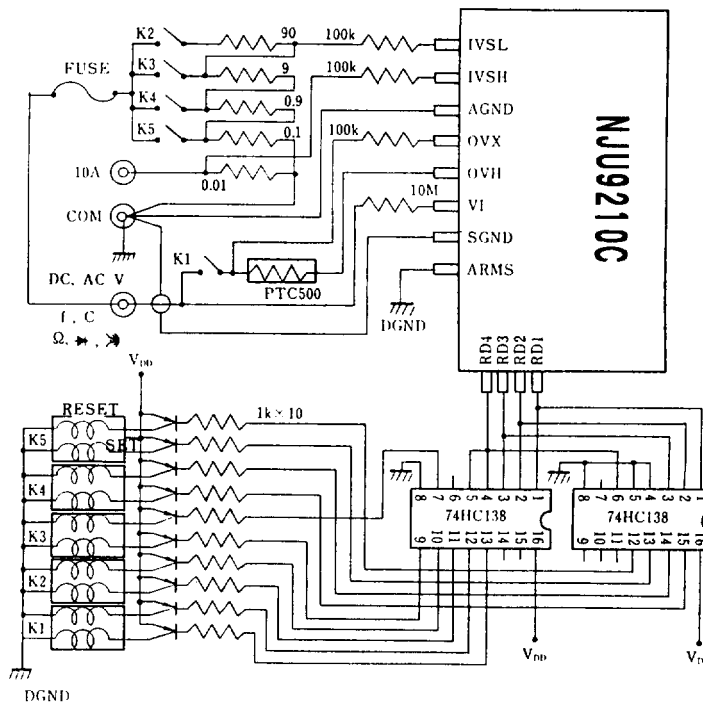 K2
90
100k
IVSL
FUSE
K3
9
100k
IVSH
K4
0.9
AGND
K5
0.1
100k
OVX
10A
0.01
OVH
10M
VI
COM
SGND
K1
ARMS
DC, AC V
PTC500
DGND
f, C
Ω,
NJU9210C
RD4
RD3
RD2
RD1
VDD
RESET
1k×10
K5
SET
K4
K3
K2
K1
8 7 6 5 4 3 2 1
74HC138
9 10 11 12 13 14 15 16
8 7 6 5 4 3 2 1
74HC138
9 10 11 12 13 14 15 16
VDD
DGND